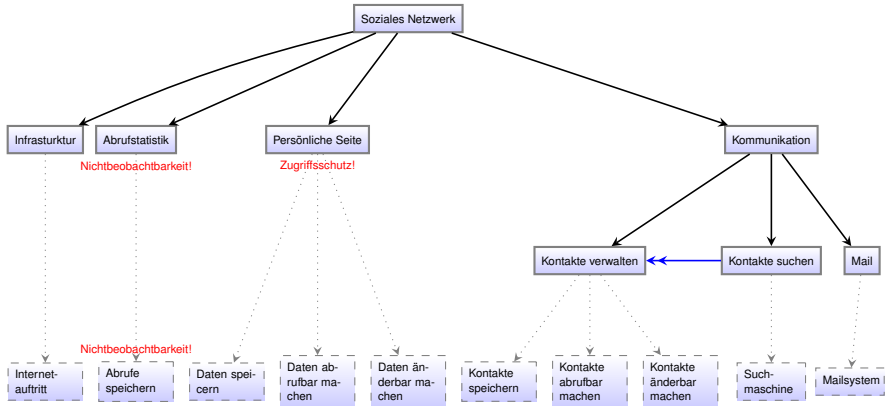 Soziales Netzwerk
Infrasturktur
Abrufstatistik
Persönliche Seite
Kommunikation
Nichtbeobachtbarkeit!
Zugriffsschutz!
Kontakte verwalten
Kontakte suchen
Mail
Nichtbeobachtbarkeit!
Internet-
auftritt
Abrufe
speichern
Daten spei-
cern
Daten ab-
rufbar ma-
chen
Daten än-
derbar ma-
chen
Kontakte
speichern
Kontakte
abrufbar
machen
Kontakte
änderbar
machen
Such-
maschine
Mailsystem